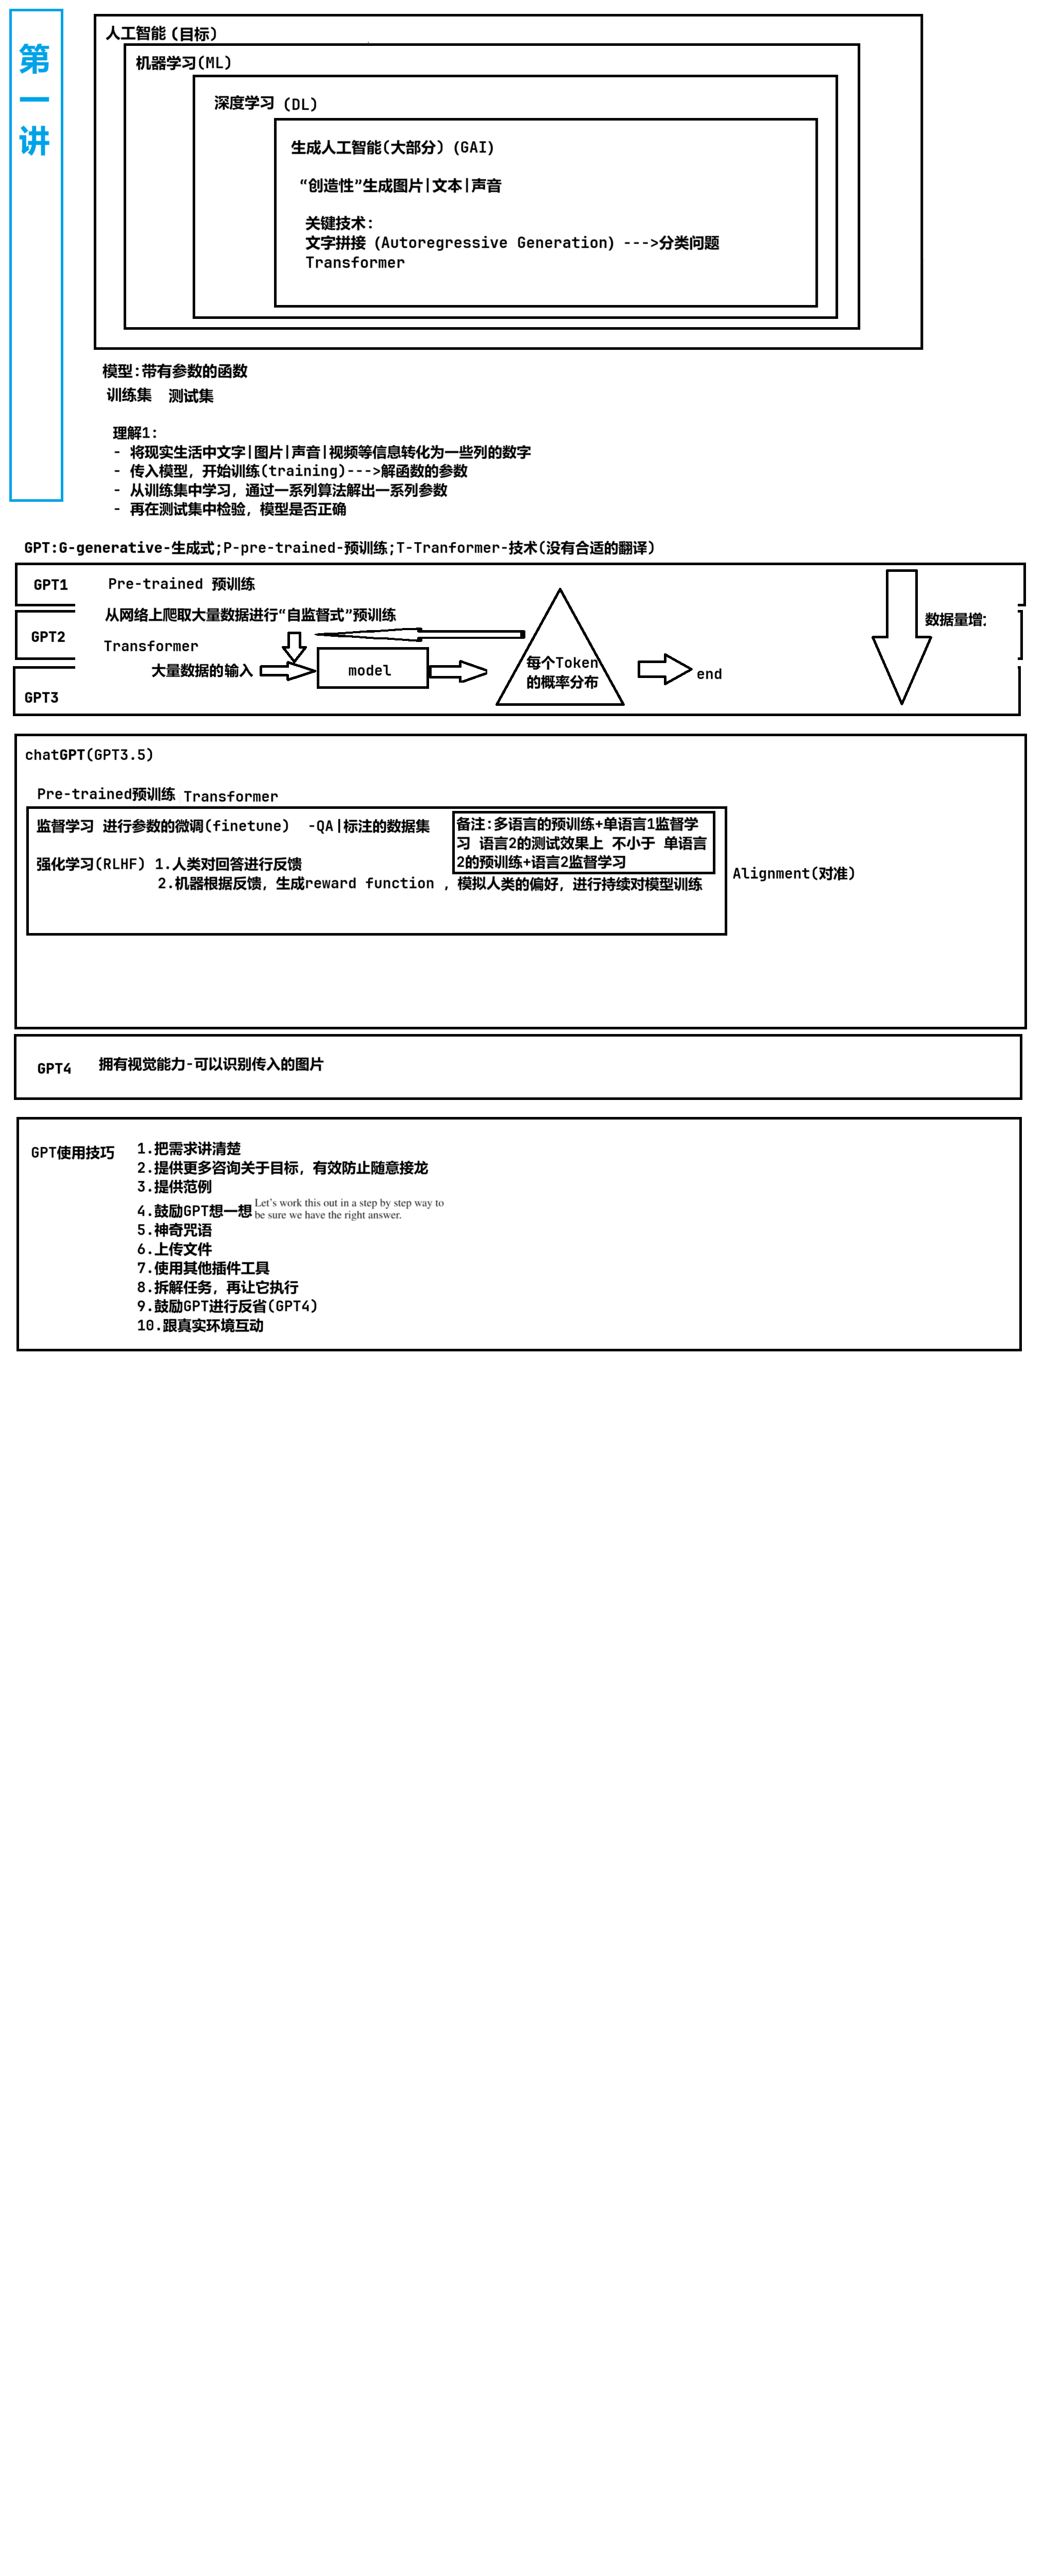 第一讲
人工智能（目标）
机器学习(ML)
深度学习 (DL)
生成人工智能(大部分) (GAI)
“创造性”生成图片|文本|声音
关键技术：
文字拼接 (Autoregressive Generation) --->分类问题
Transformer
模型:带有参数的函数
训练集 测试集
理解1：
- 将现实生活中文字|图片|声音|视频等信息转化为一些列的数字
- 传入模型，开始训练(training)--->解函数的参数
- 从训练集中学习，通过一系列算法解出一系列参数
- 再在测试集中检验，模型是否正确
GPT:G-generative-生成式;P-pre-trained-预训练;T-Tranformer-技术(没有合适的翻译)
GPT1
Pre-trained 预训练
从网络上爬取大量数据进行“自监督式”预训练
数据量增:
GPT2
Transformer
大量数据的输入
model
每个Token
的概率分布
end
GPT3
chatGPT(GPT3.5)
Pre-trained预训练 Transformer
监督学习 进行参数的微调(finetune) -QA|标注的数据集
备注:多语言的预训练+单语言1监督学
习 语言2的测试效果上 不小于 单语言
2的预训练+语言2监督学习
强化学习(RLHF) 1.人类对回答进行反馈
2.机器根据反馈，生成reward function ，模拟人类的偏好，进行持续对模型训练
Alignment(对准)
GPT4
拥有视觉能力-可以识别传入的图片
GPT使用技巧
1.把需求讲清楚
2.提供更多咨询关于目标，有效防止随意接龙
3.提供范例
4.鼓励GPT想一想
Let's work this out in a step by step way to
be sure we have the right answer.
5.神奇咒语
6.上传文件
7.使用其他插件工具
8.拆解任务，再让它执行
9.鼓励GPT进行反省(GPT4)
10.跟真实环境互动